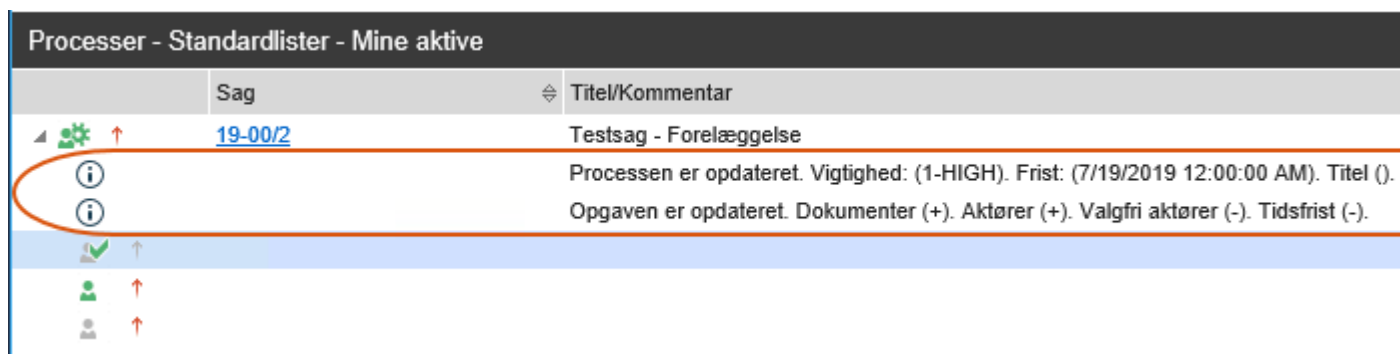 Processer - Standardlister - Mine aktive
Sag Titel/Kommentar
19-00/2 Testsag - Forelæggelse
Processen er opdateret. Vigtighed: (1-HIGH). Frist: (7/19/2019 12:00:00 AM). Titel ().
Opgaven er opdateret. Dokumenter (+). Aktører (+). Valgfri aktører (-). Tidsfrist (-).